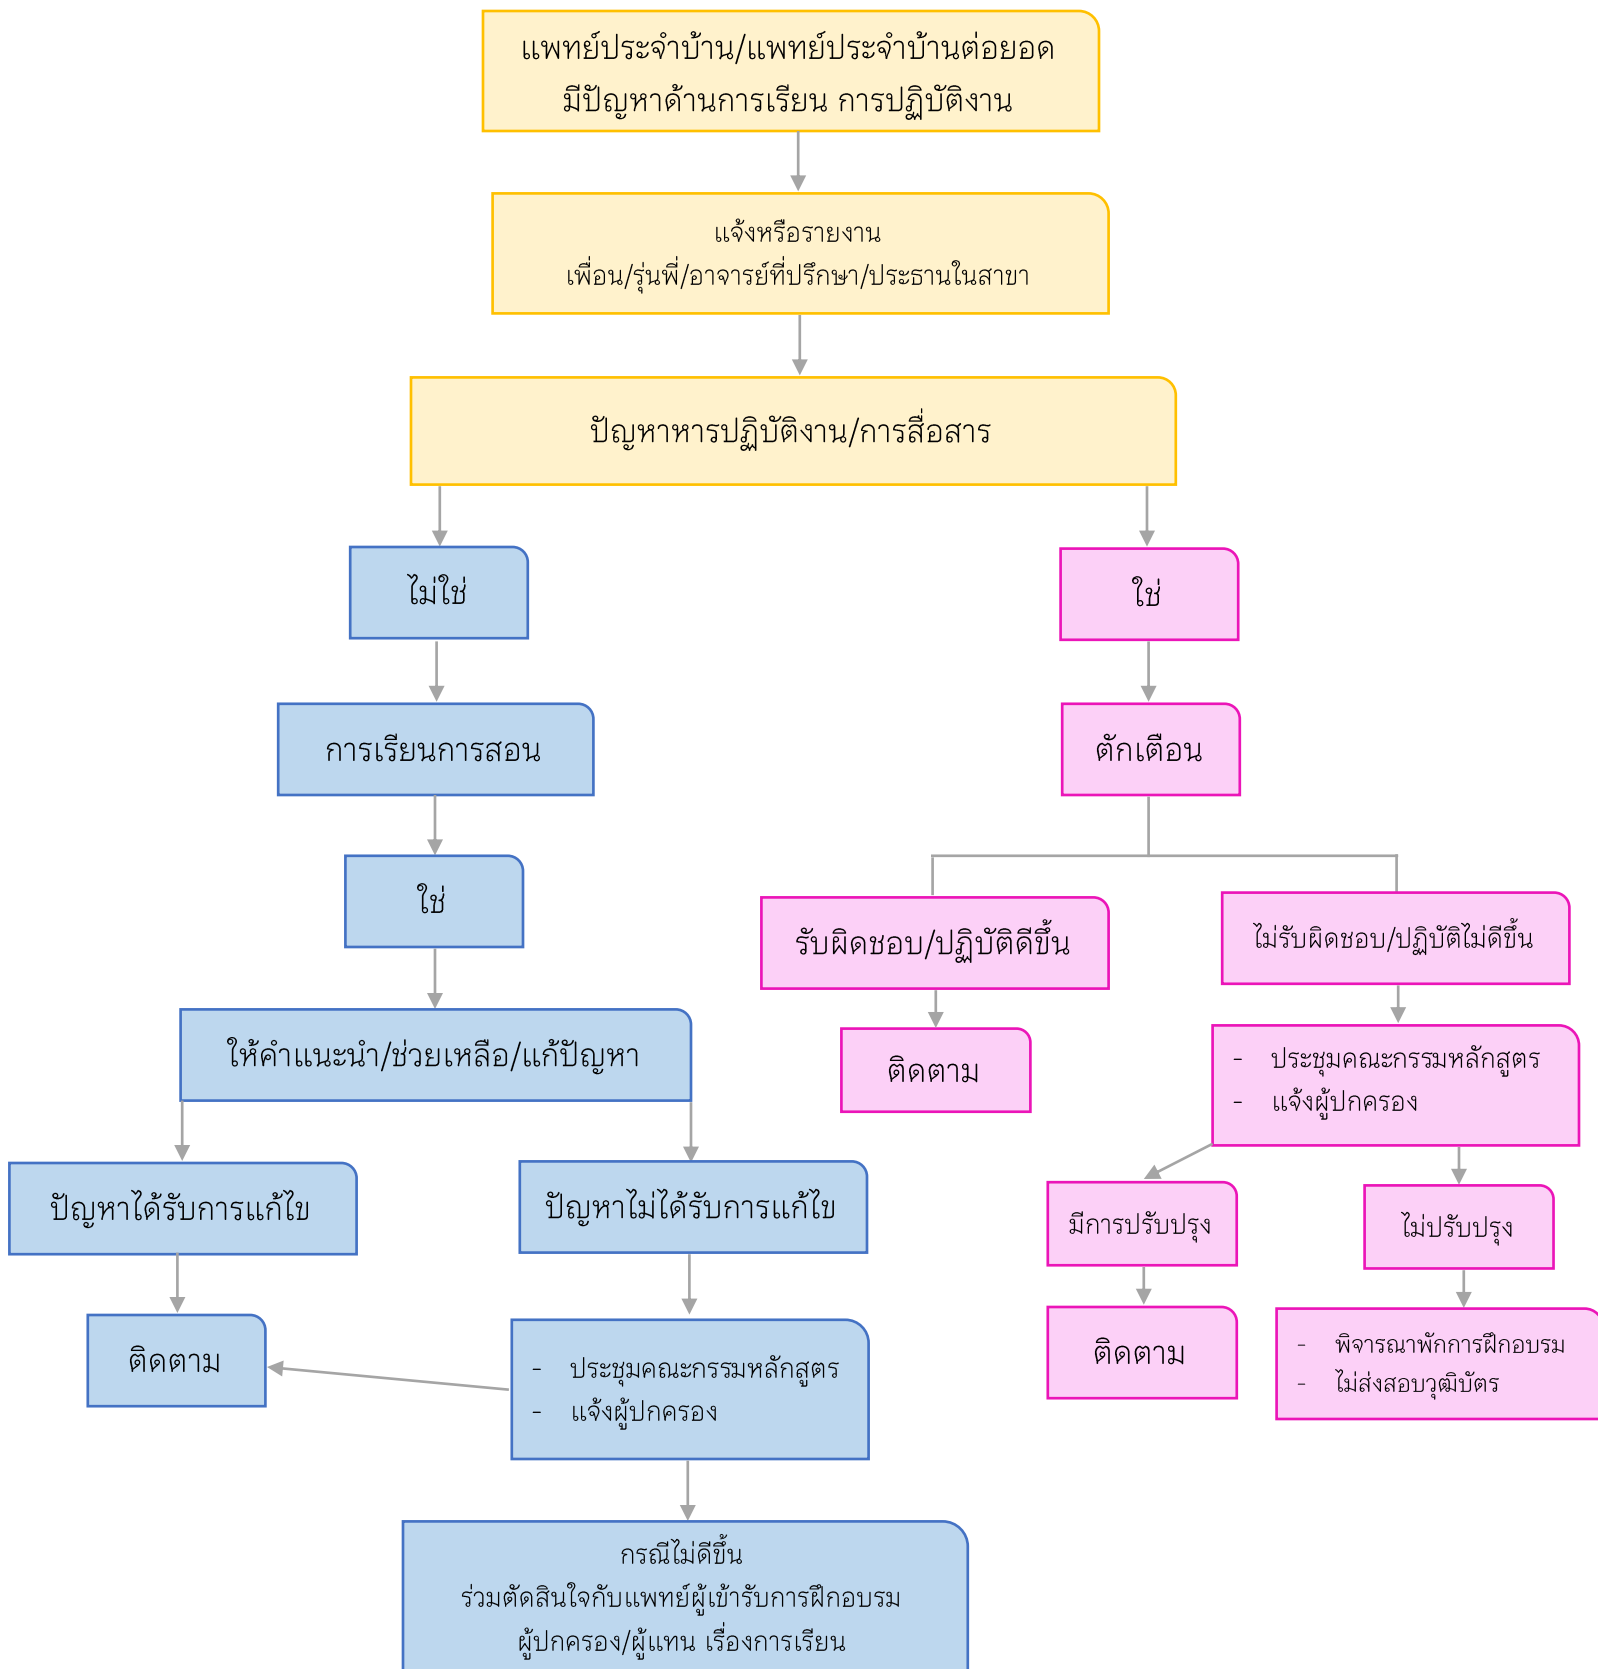 แพทย์ประจำบ้าน/แพทย์ประจำบ้านต่อยอด
มีปัญหาด้านการเรียน การปฏิบัติงาน
แจ้งหรือรายงาน
เพื่อน/รุ่นพี่/อาจารย์ที่ปรึกษา/ประธานในสาขา
ปัญหาหารปฏิบัติงาน/การสื่อสาร
ไม่ใช่
ใช่
การเรียนการสอน
ตักเตือน
ใช่
รับผิดชอบ/ปฏิบัติดีขึ้น
ไม่รับผิดชอบ/ปฏิบัติไม่ดีขึ้น
ให้คำแนะนำ/ช่วยเหลือ/แก้ปัญหา
ติดตาม
- ประชุมคณะกรรมหลักสูตร
- แจ้งผู้ปกครอง
ปัญหาได้รับการแก้ไข
ปัญหาไม่ได้รับการแก้ไข
มีการปรับปรุง
ไม่ปรับปรุง
ติดตาม
- ประชุมคณะกรรมหลักสูตร
- แจ้งผู้ปกครอง
ติดตาม
- พิจารณาพักการฝึกอบรม
- ไม่ส่งสอบวุฒิบัตร
กรณีไม่ดีขึ้น
ร่วมตัดสินใจกับแพทย์ผู้เข้ารับการฝึกอบรม
ผู้ปกครอง/ผู้แทน เรื่องการเรียน